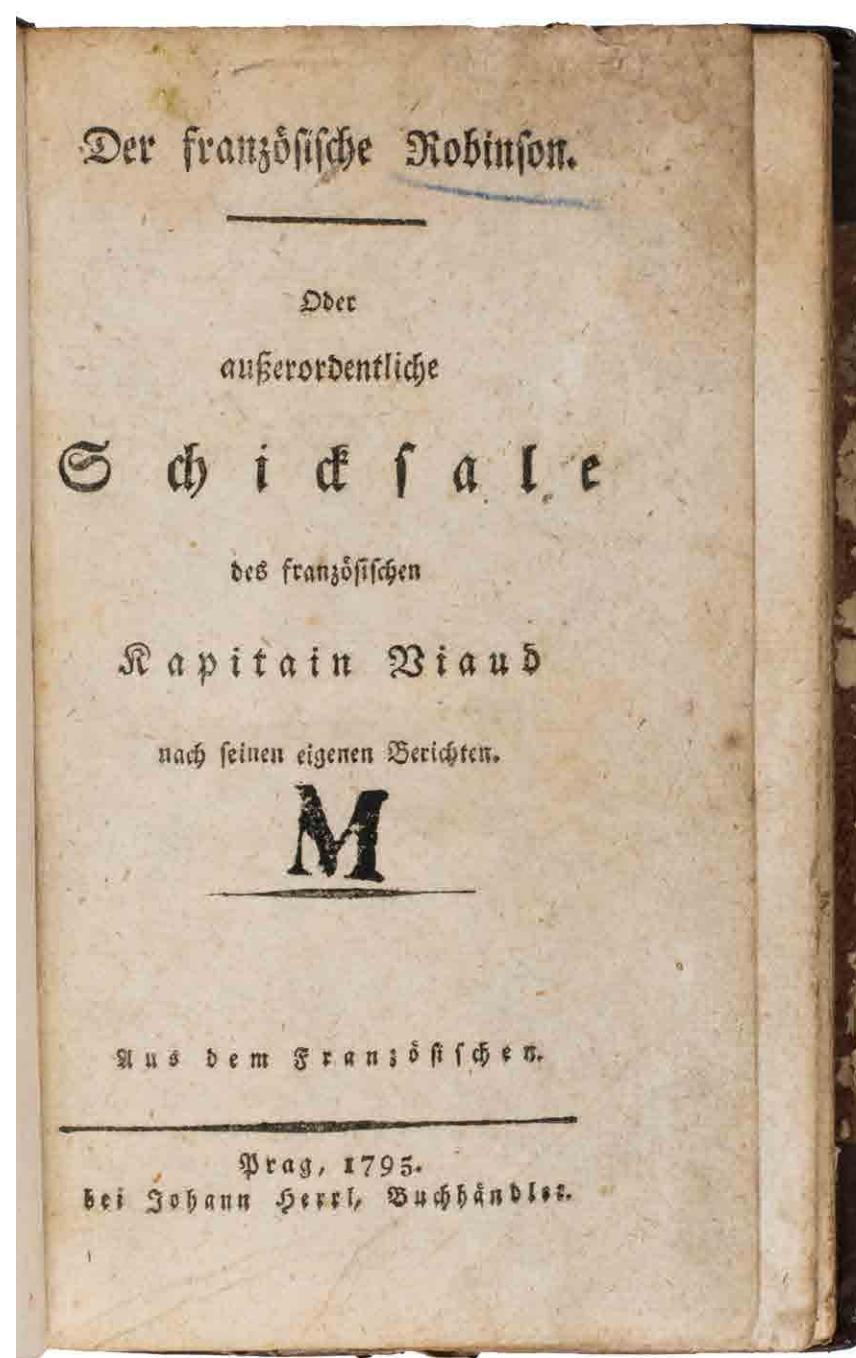 Der franzöſiſche Robinſon.
Oder
außerordentliche
Schickſale
des franzöſiſchen
Kapitain Viaud
nach ſeinen eigenen Berichten.
M
Aus dem Franzöſiſchen.
Prag, 1795.
bei Johann Herrl, Buchhändler.